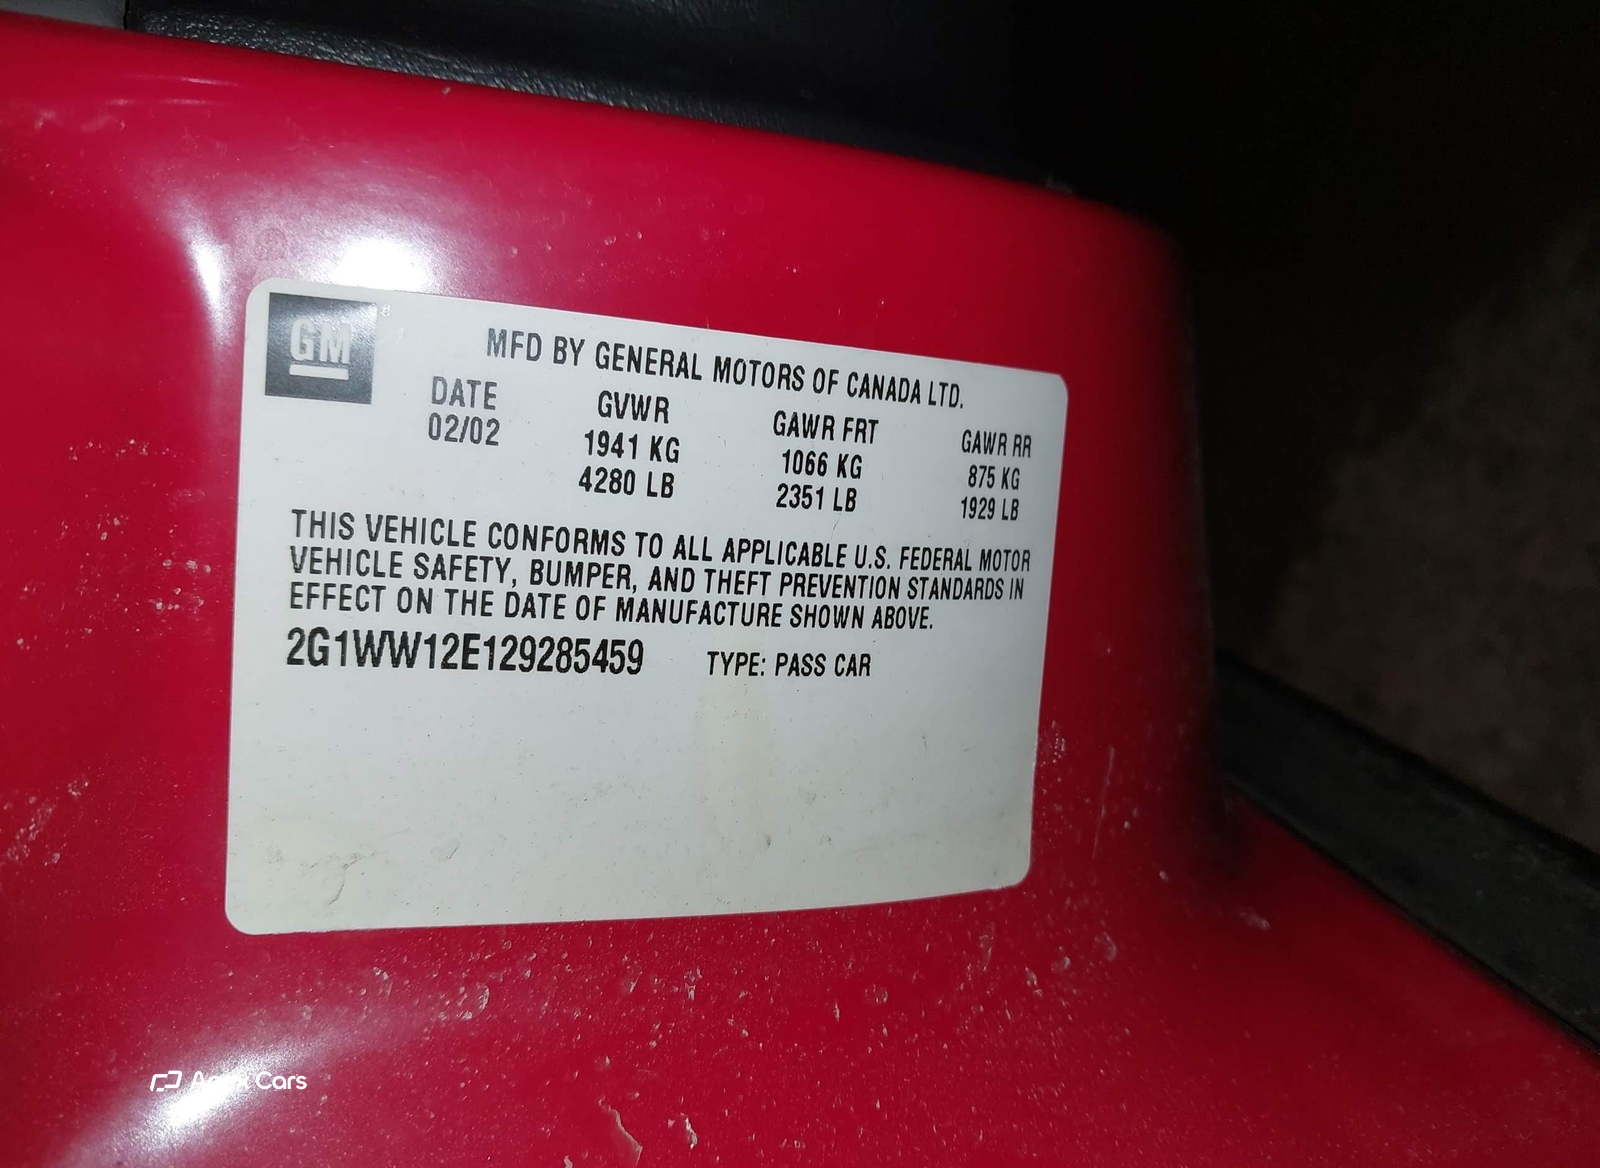 GM
MFD BY GENERAL MOTORS OF CANADA LTD.
DATE GVWR GAWR FRT GAWR RR
02/02 1941 KG 1066 KG 875 KG
4280 LB 2351 LB 1929 LB
THIS VEHICLE CONFORMS TO ALL APPLICABLE U.S. FEDERAL MOTOR
VEHICLE SAFETY, BUMPER, AND THEFT PREVENTION STANDARDS IN
EFFECT ON THE DATE OF MANUFACTURE SHOWN ABOVE.
2G1WW12E129285459 TYPE: PASS CAR
Cars